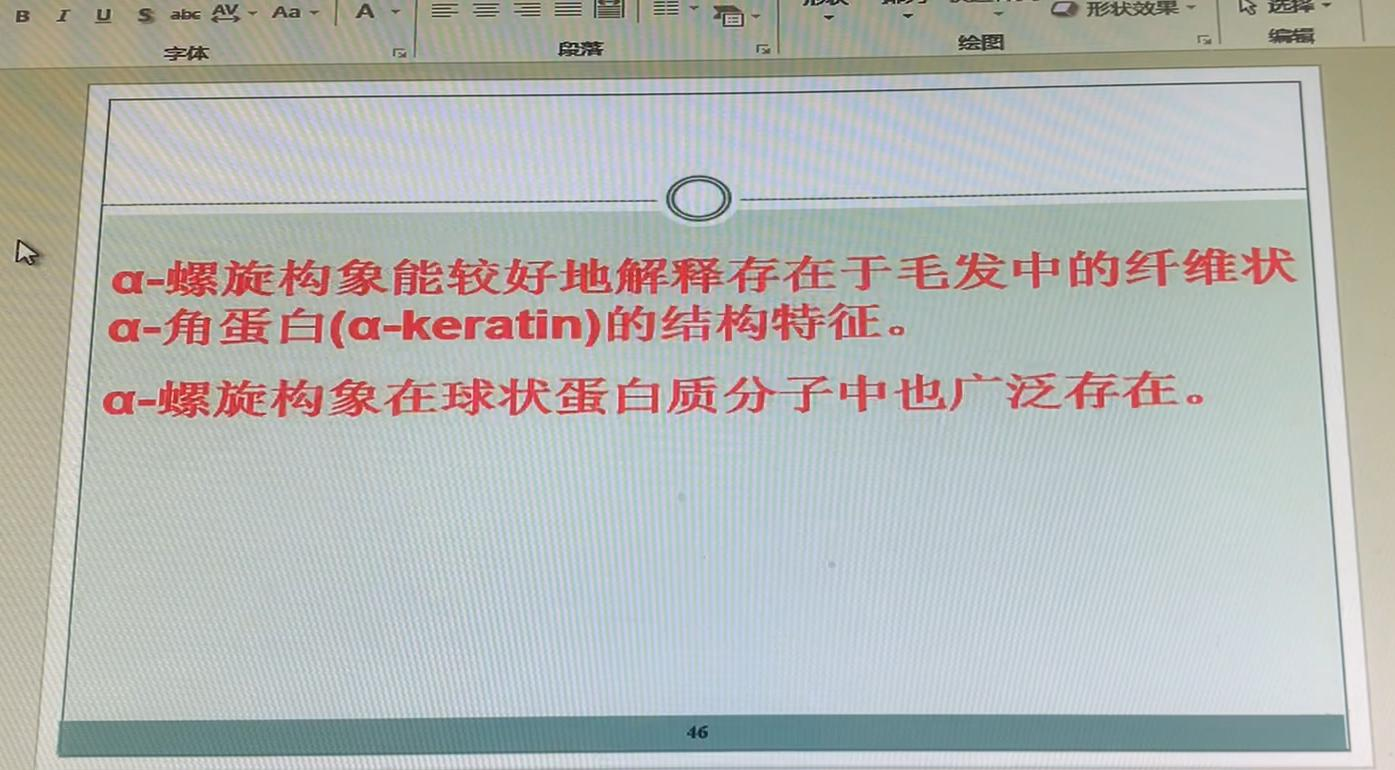 B I U S abc AV Aa A
形状效果 选择
字体 段落 绘图 编辑
α-螺旋构象能较好地解释存在于毛发中的纤维状
α-角蛋白(α-keratin)的结构特征。
α-螺旋构象在球状蛋白质分子中也广泛存在。
46